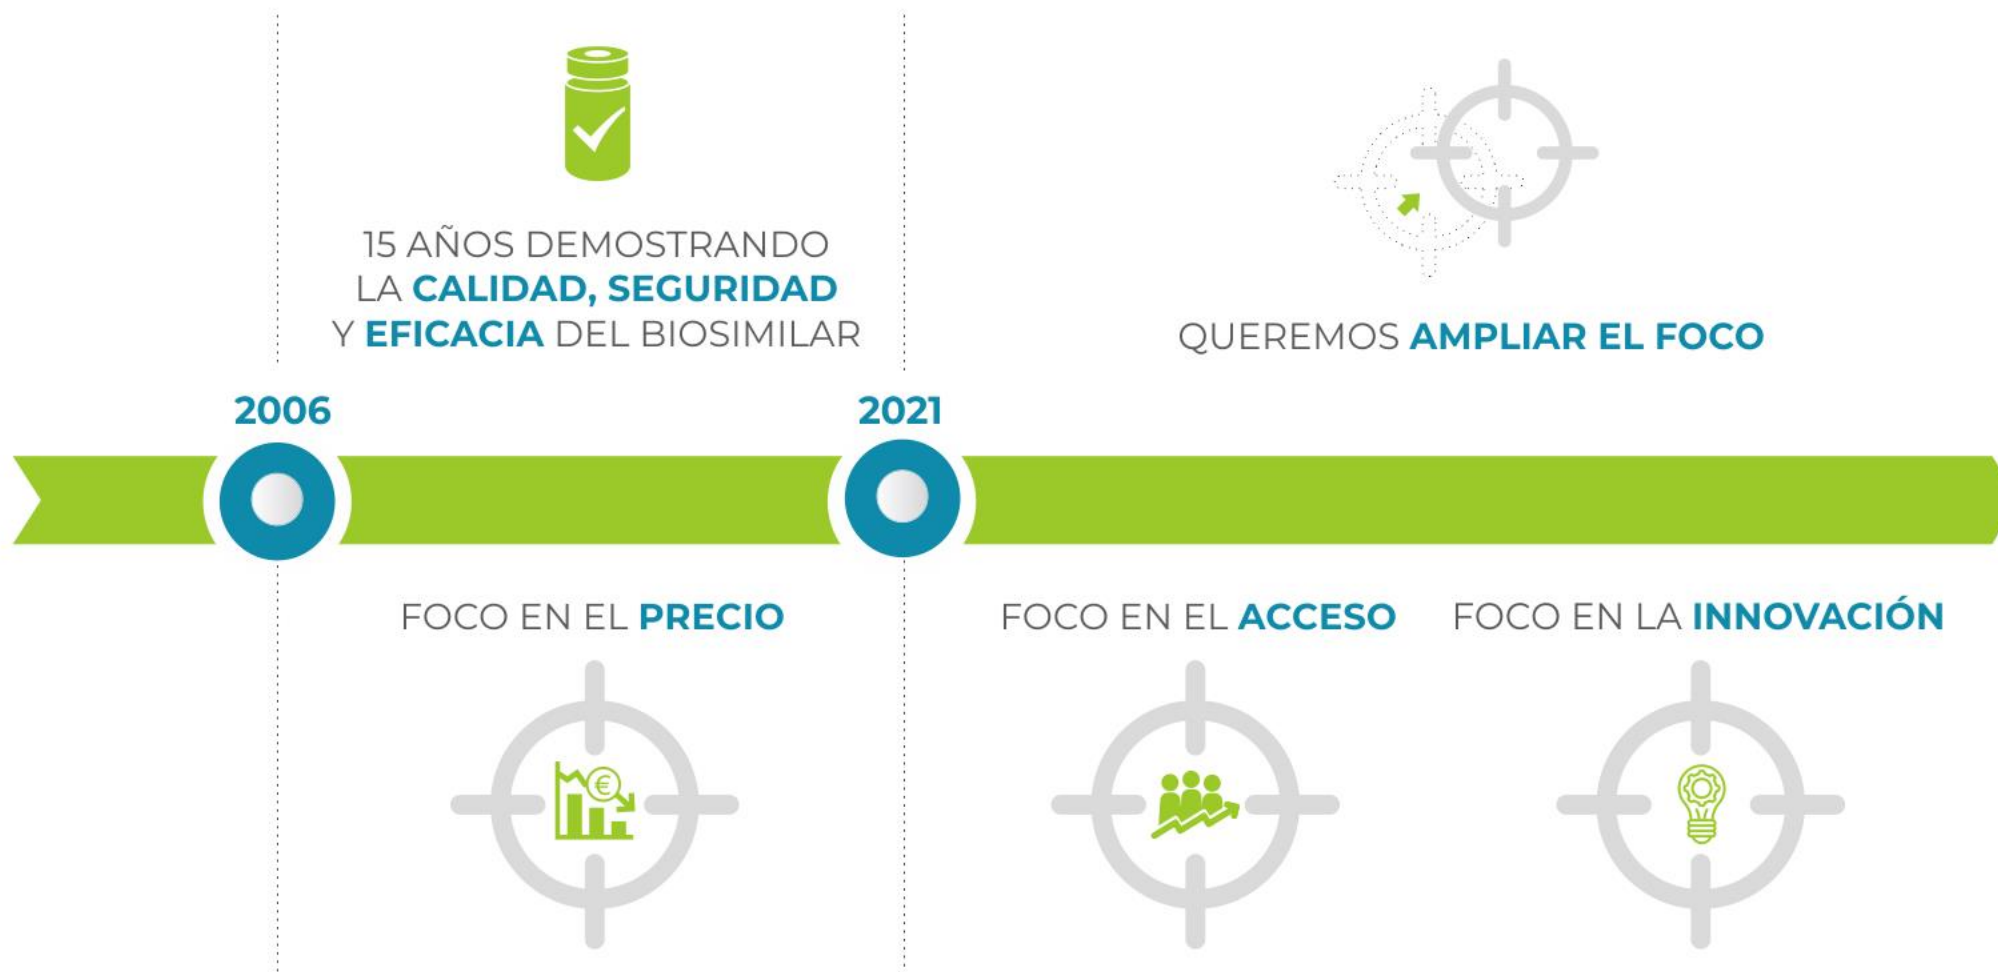 15 AÑOS DEMOSTRANDO
LA CALIDAD, SEGURIDAD
Y EFICACIA DEL BIOSIMILAR
QUEREMOS AMPLIAR EL FOCO
2006
2021
FOCO EN EL PRECIO
FOCO EN EL ACCESO
FOCO EN LA INNOVACIÓN
€